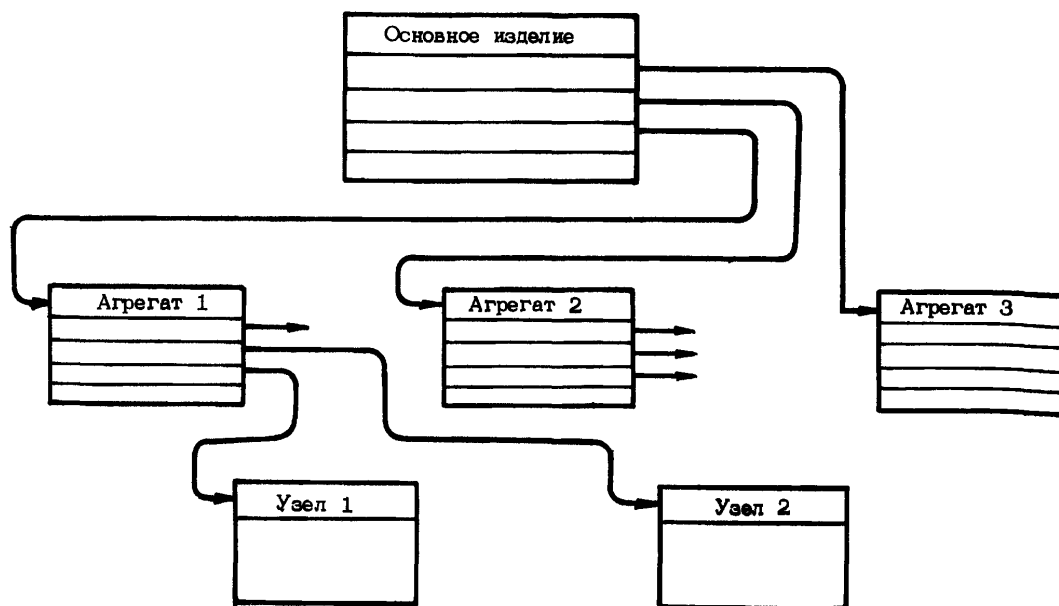 Основное изделие
Агрегат 1
Агрегат 2
Агрегат 3
Узел 1
Узел 2